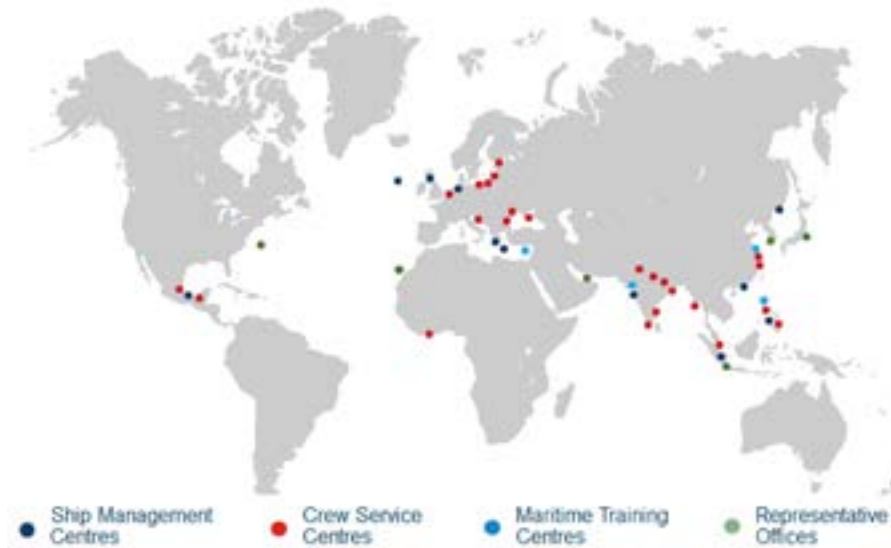 Ship Management
Centres
Crew Service
Centres
Maritime Training
Centres
Representative
Offices